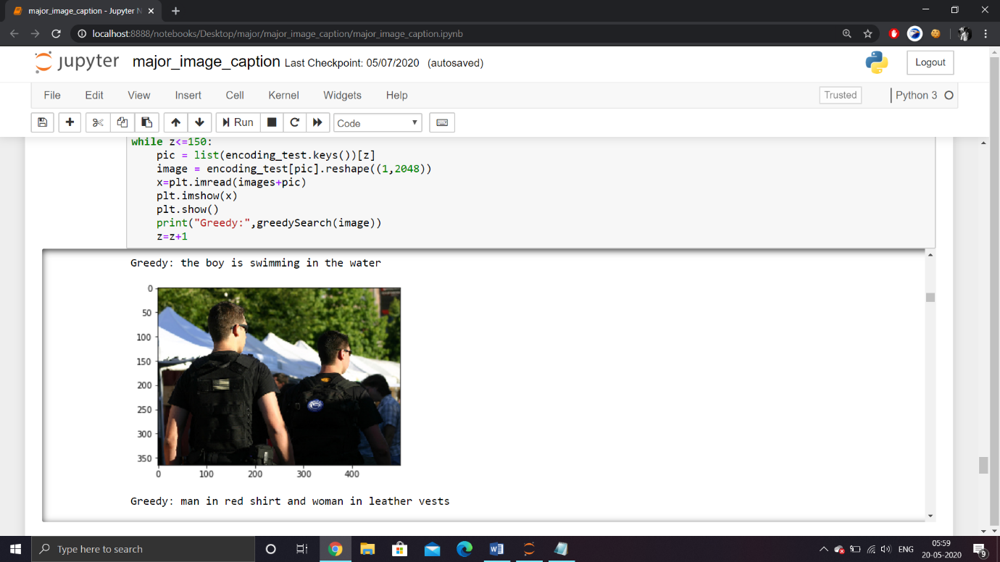 major_image_caption - Jupyter N
localhost:8888/notebooks/Desktop/major/major_image_caption/major_image_caption.ipynb
jupyter major_image_caption Last Checkpoint: 05/07/2020 (autosaved)
Logout
File Edit View Insert Cell Kernel Widgets Help
Trusted Python 3
Run Code
while z<=150:
pic = list(encoding_test.keys())[z]
image = encoding_test[pic].reshape((1,2048))
x=plt.imread(images+pic)
plt.imshow(x)
plt.show()
print("Greedy:",greedySearch(image))
z=z+1
Greedy: the boy is swimming in the water
0
50
100
150
200
250
300
350
0 100 200 300 400
Greedy: man in red shirt and woman in leather vests
Type here to search
W
ENG
05:59
20-05-2020
9